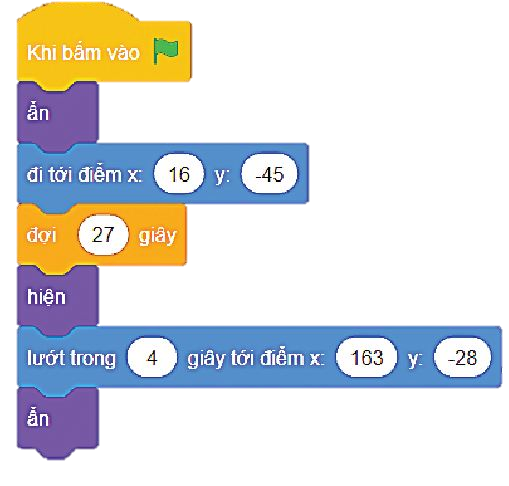 Khi bấm vào
ẩn
đi tới điểm x: 16 y: -45
đợi 27 giây
hiện
lướt trong 4 giây tới điểm x: 163 y: -28
ẩn